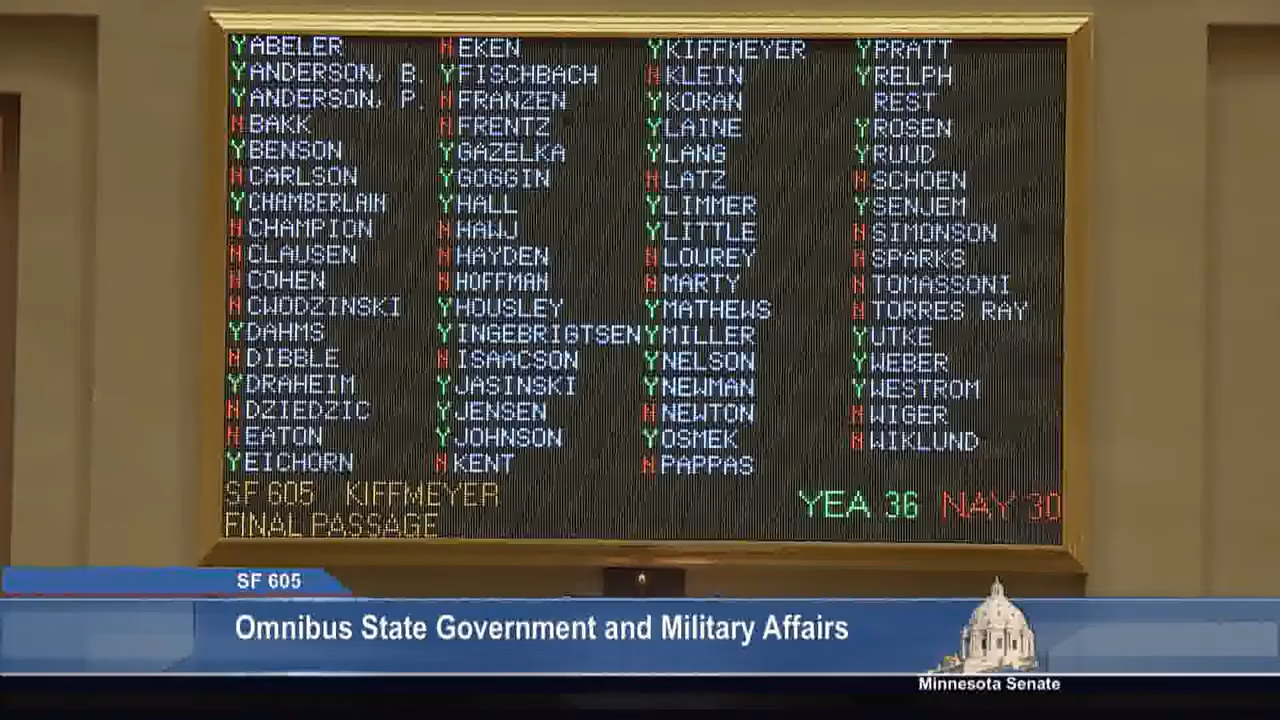 Y ABELER
Y ANDERSON, B.
Y ANDERSON, P.
N BAKK
Y BENSON
N CARLSON
Y CHAMBERLAIN
N CHAMPION
N CLAUSEN
N COHEN
N CWODZINSKI
Y DAHMS
N DIBBLE
Y DRAHEIM
N DZIEDZIC
N EATON
Y EICHORN
N EKEN
Y FISCHBACH
N FRANZEN
N FRENTZ
Y GAZELKA
Y GOGGIN
Y HALL
N HAWJ
N HAYDEN
N HOFFMAN
Y HOUSLEY
Y INGEBRIGTSEN
N ISAACSON
Y JASINSKI
Y JENSEN
Y JOHNSON
N KENT
Y KIFFMEYER
N KLEIN
Y KORAN
Y LAINE
Y LANG
N LATZ
Y LIMMER
Y LITTLE
N LOUREY
N MARTY
Y MATHEWS
Y MILLER
Y NELSON
Y NEWMAN
N NEWTON
Y OSMEK
N PAPPAS
Y PRATT
Y RELPH
REST
Y ROSEN
Y RUUD
N SCHOEN
Y SENJEM
N SIMONSON
N SPARKS
N TOMASSONI
N TORRES RAY
Y UTKE
Y WEBER
Y WESTROM
N WIGER
N WIKLUND
SF 605 KIFFMEYER
FINAL PASSAGE
YEA 36 NAY 30
SF 605
Omnibus State Government and Military Affairs
Minnesota Senate